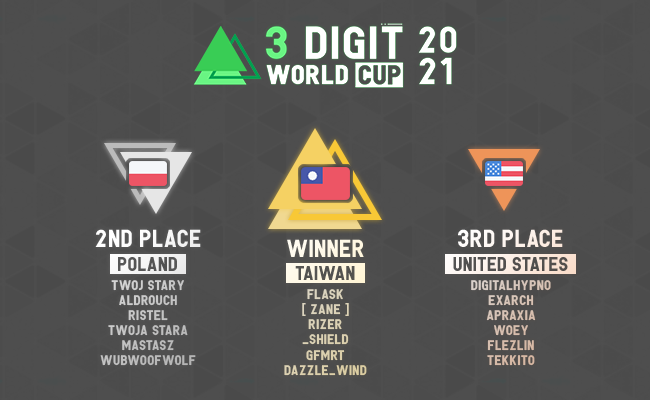 3 DIGIT
WORLD CUP
20
21
2ND PLACE
POLAND
TWOJ STARY
ALDROUCH
RISTEL
TWOJA STARA
MASTASZ
WUBWOOFWOLF
WINNER
TAIWAN
FLASK
[ ZANE ]
RIZER
_SHIELD
GFMRT
DAZZLE_WIND
3RD PLACE
UNITED STATES
DIGITALHYPNO
EXARCH
APRAXIA
WOEY
FLEZLIN
TEKKITO